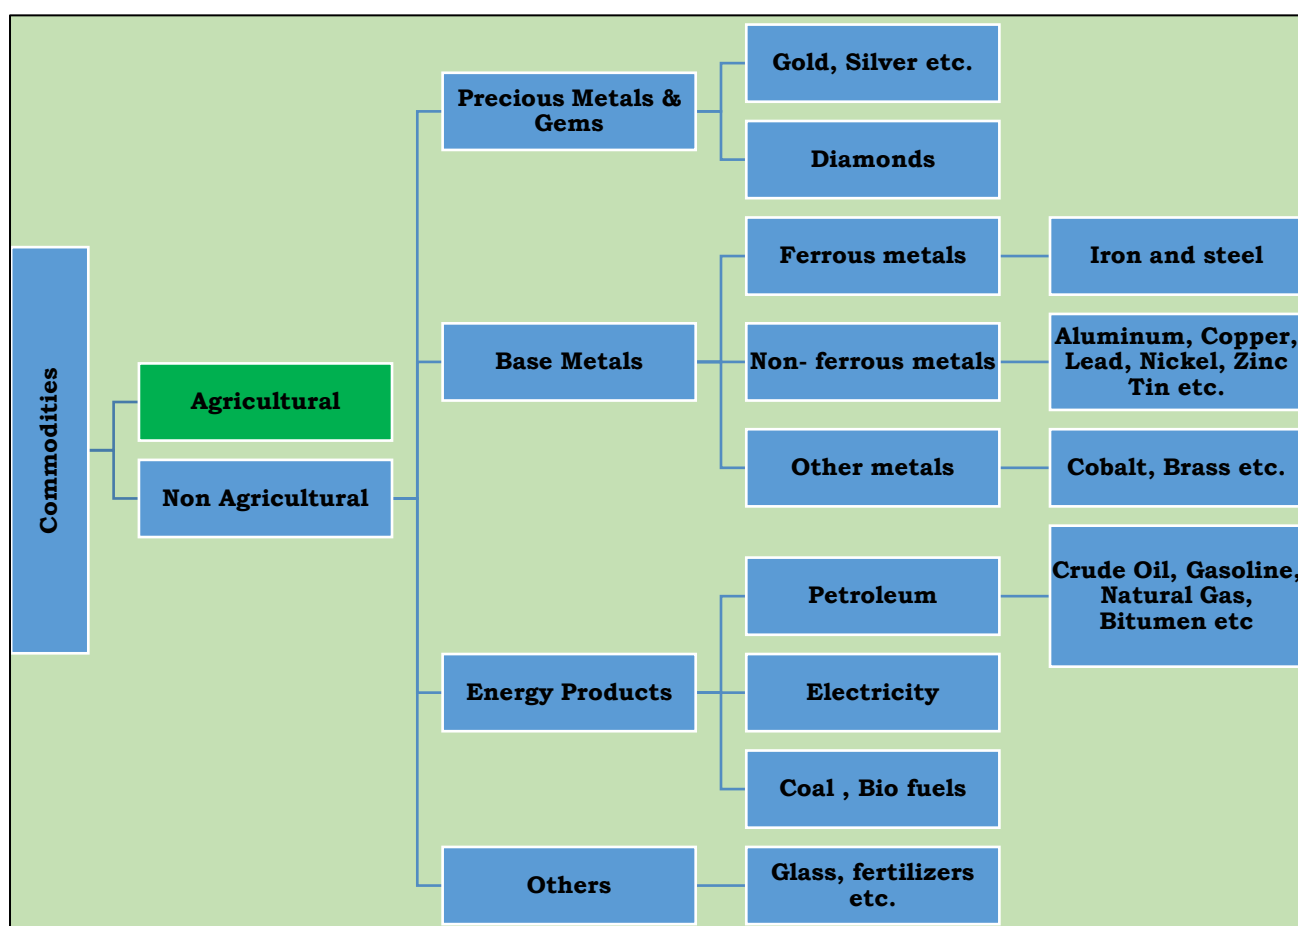 Commodities
Agricultural
Non Agricultural
Precious Metals &
Gems
Gold, Silver etc.
Diamonds
Base Metals
Ferrous metals
Iron and steel
Non- ferrous metals
Aluminum, Copper,
Lead, Nickel, Zinc
Tin etc.
Other metals
Cobalt, Brass etc.
Energy Products
Petroleum
Crude Oil, Gasoline,
Natural Gas,
Bitumen etc
Electricity
Coal , Bio fuels
Others
Glass, fertilizers
etc.